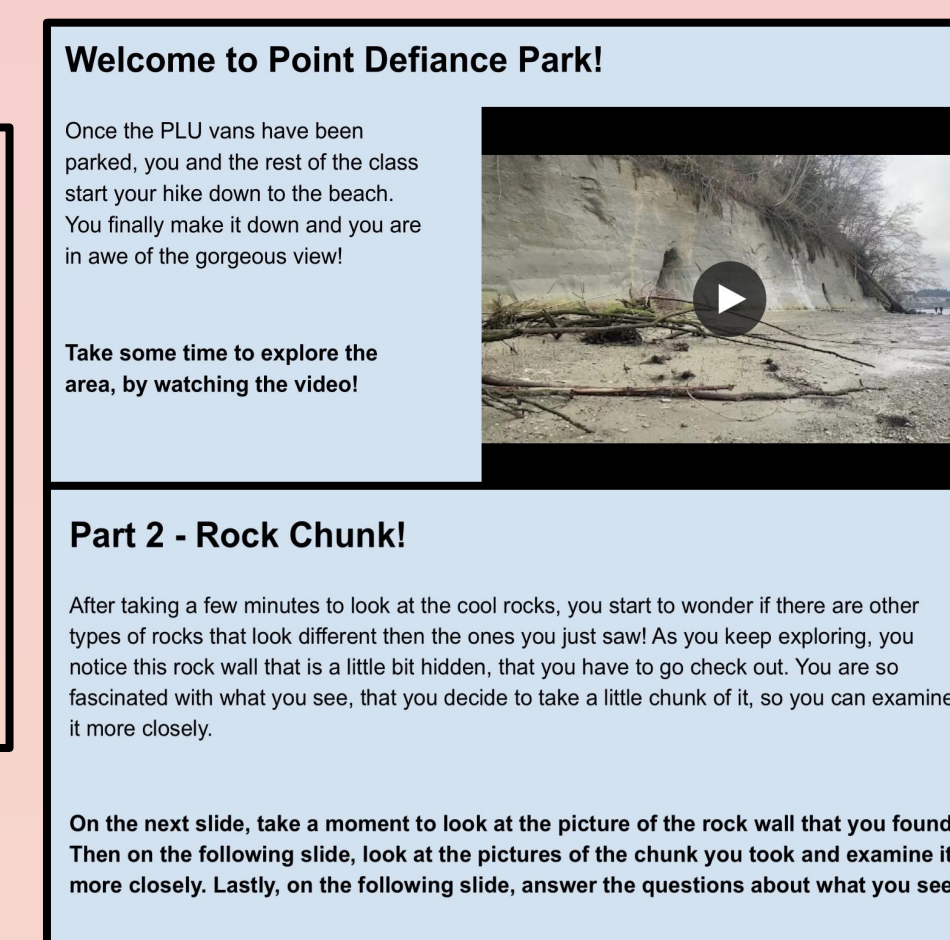 Welcome to Point Defiance Park!
Once the PLU vans have been
parked, you and the rest of the class
start your hike down to the beach.
You finally make it down and you are
in awe of the gorgeous view!
Take some time to explore the
area, by watching the video!
Part 2 - Rock Chunk!
After taking a few minutes to look at the cool rocks, you start to wonder if there are other
types of rocks that look different then the ones you just saw! As you keep exploring, you
notice this rock wall that is a little bit hidden, that you have to go check out. You are so
fascinated with what you see, that you decide to take a little chunk of it, so you can examine
it more closely.
On the next slide, take a moment to look at the picture of the rock wall that you found
Then on the following slide, look at the pictures of the chunk you took and examine it
more closely. Lastly, on the following slide, answer the questions about what you see